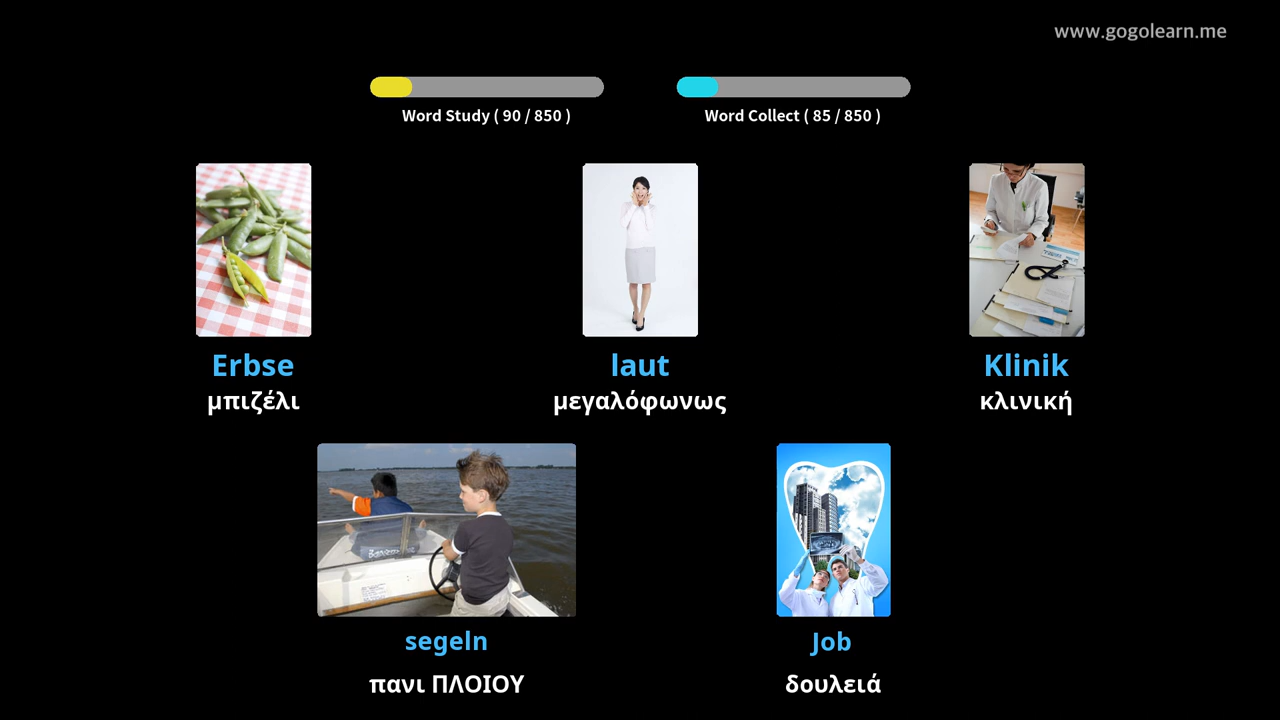 www.gogolearn.me
Word Study ( 90 / 850 )
Word Collect ( 85 / 850 )
Erbse
μπιζέλι
laut
μεγαλόφωνως
Klinik
κλινική
segeln
πανι ΠΛΟΙΟΥ
Job
δουλειά